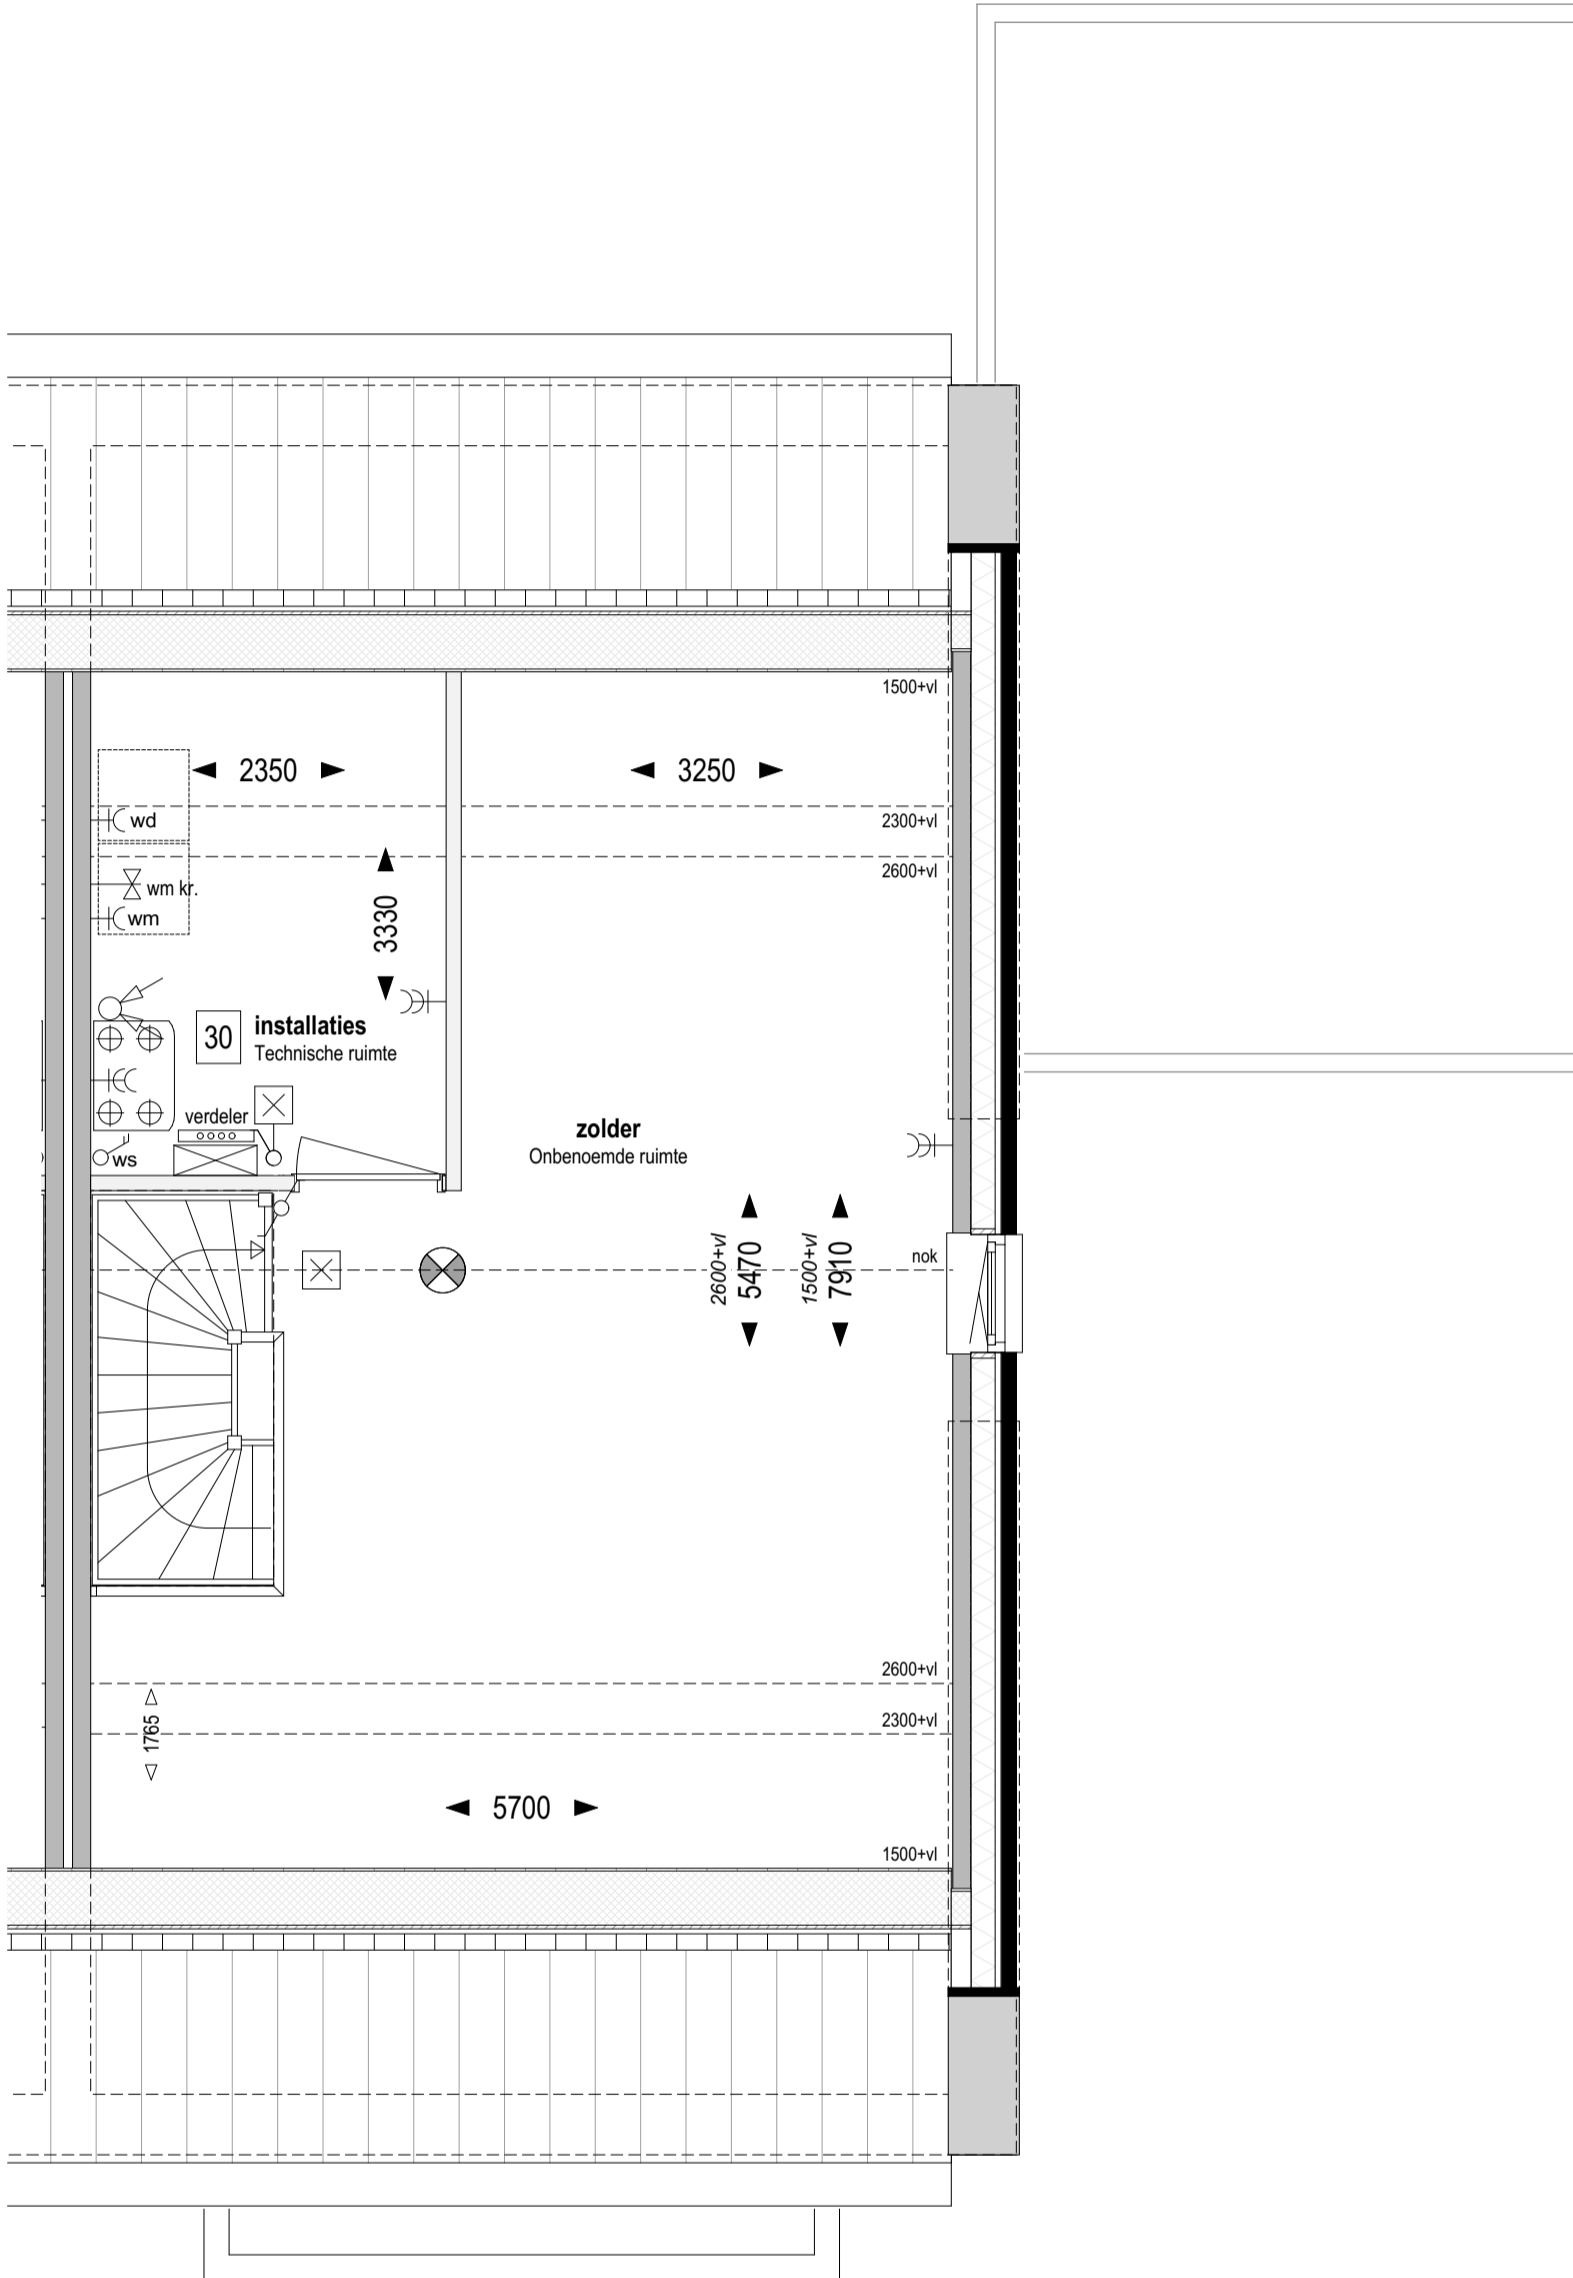 1500+vl
2350
3250
wd
2300+vl
2600+vl
wm kr.
wm
3330
30
installaties
Technische ruimte
verdeler
zolder
Onbenoemde ruimte
ws
2600+vl
5470
1500+vl
7910
nok
2600+vl
1765
2300+vl
5700
1500+vl